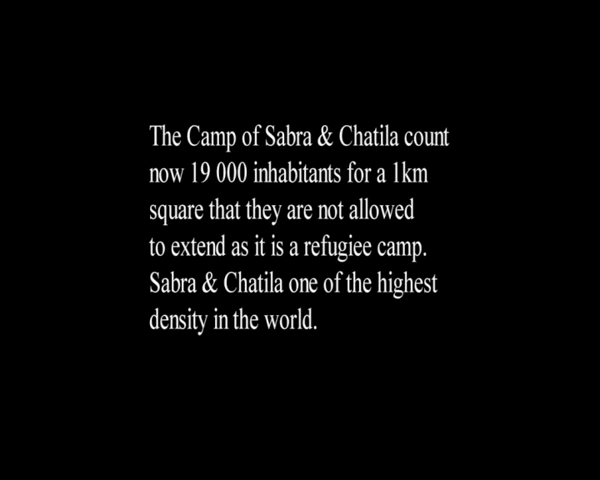 The Camp of Sabra & Chatila count
now 19 000 inhabitants for a 1km
square that they are not allowed
to extend as it is a refugiee camp.
Sabra & Chatila one of the highest
density in the world.